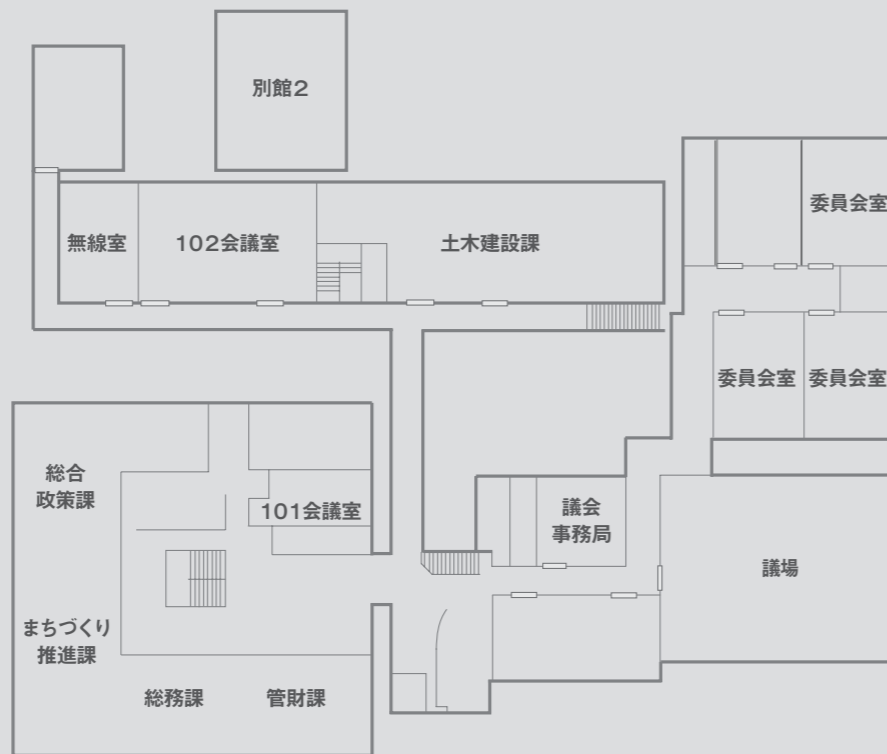 別館2
無線室
102会議室
土木建設課
委員会室
委員会室
委員会室
総合
政策課
101会議室
議会
事務局
議場
まちづくり
推進課
総務課
管財課